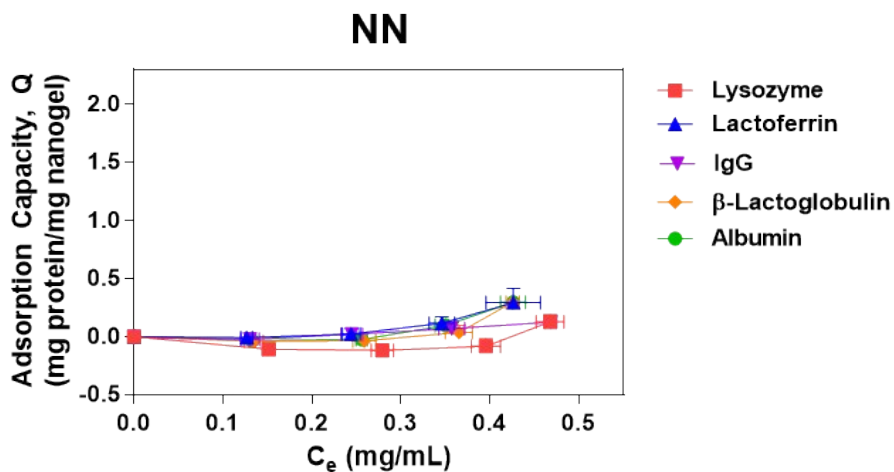 NN
Adsorption Capacity, Q
(mg protein/mg nanogel)
2.0
1.5
1.0
0.5
0.0
-0.5
0.0 0.1 0.2 0.3 0.4 0.5
Ce (mg/mL)
Lysozyme
Lactoferrin
IgG
β-Lactoglobulin
Albumin